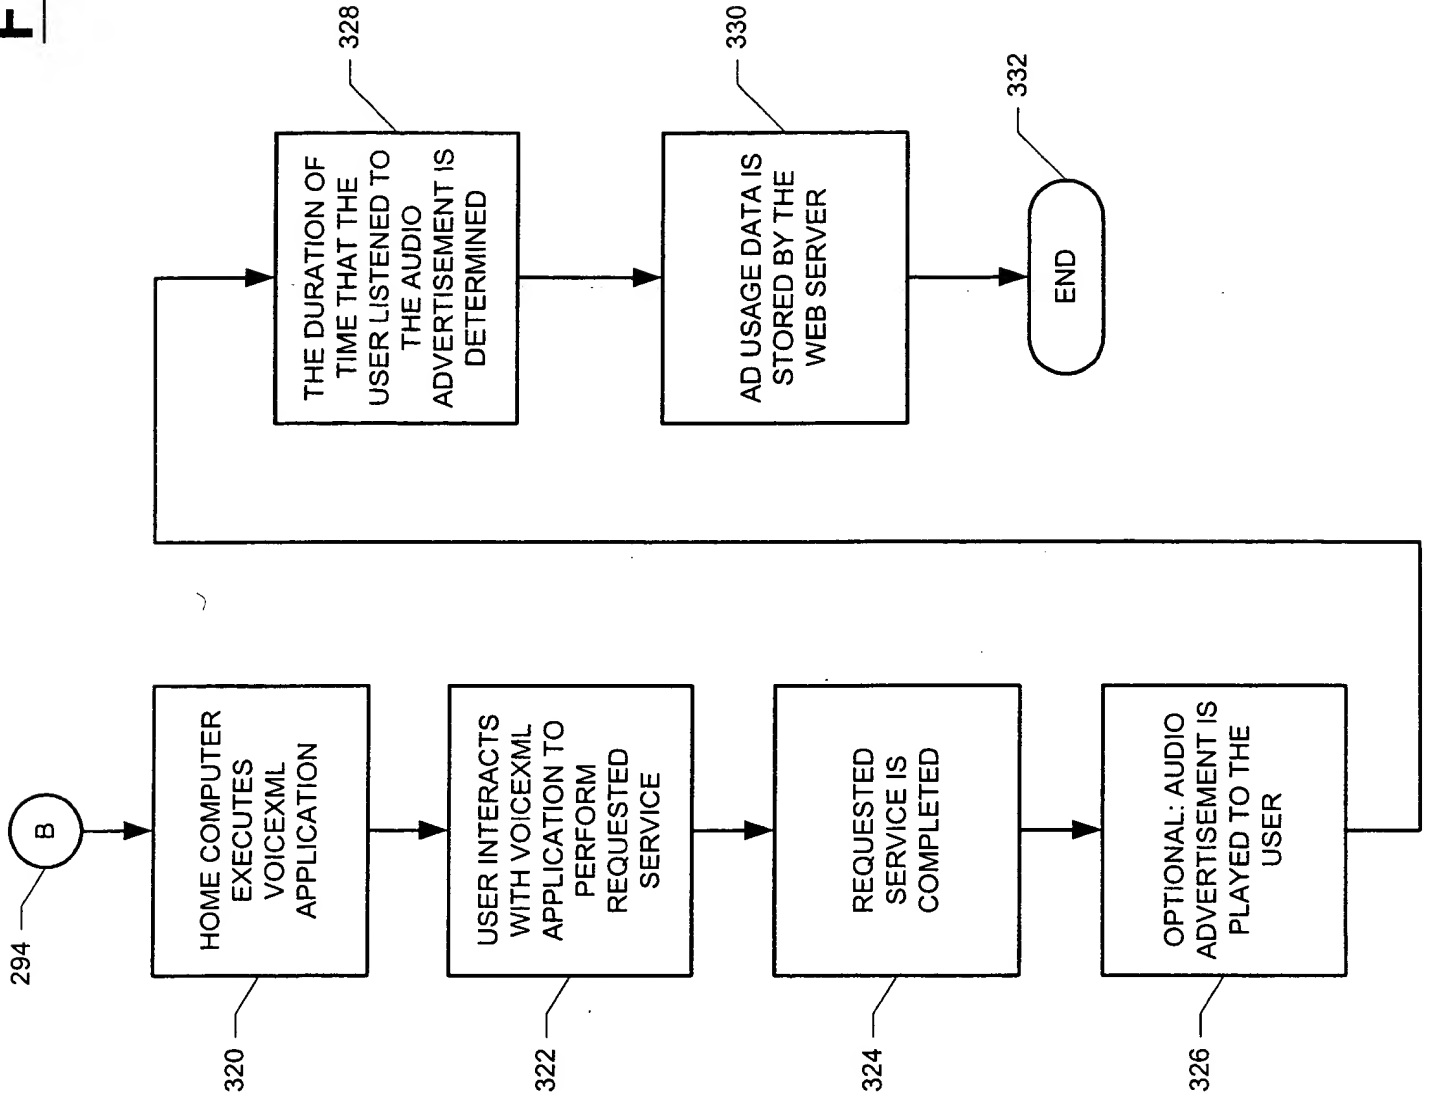 F
294
B
320
HOME COMPUTER
EXECUTES
VOICEXML
APPLICATION
322
USER INTERACTS
WITH VOICEXML
APPLICATION TO
PERFORM
REQUESTED
SERVICE
324
REQUESTED
SERVICE IS
COMPLETED
326
OPTIONAL: AUDIO
ADVERTISEMENT IS
PLAYED TO THE
USER
328
THE DURATION OF
TIME THAT THE
USER LISTENED TO
THE AUDIO
ADVERTISEMENT IS
DETERMINED
330
AD USAGE DATA IS
STORED BY THE
WEB SERVER
332
END